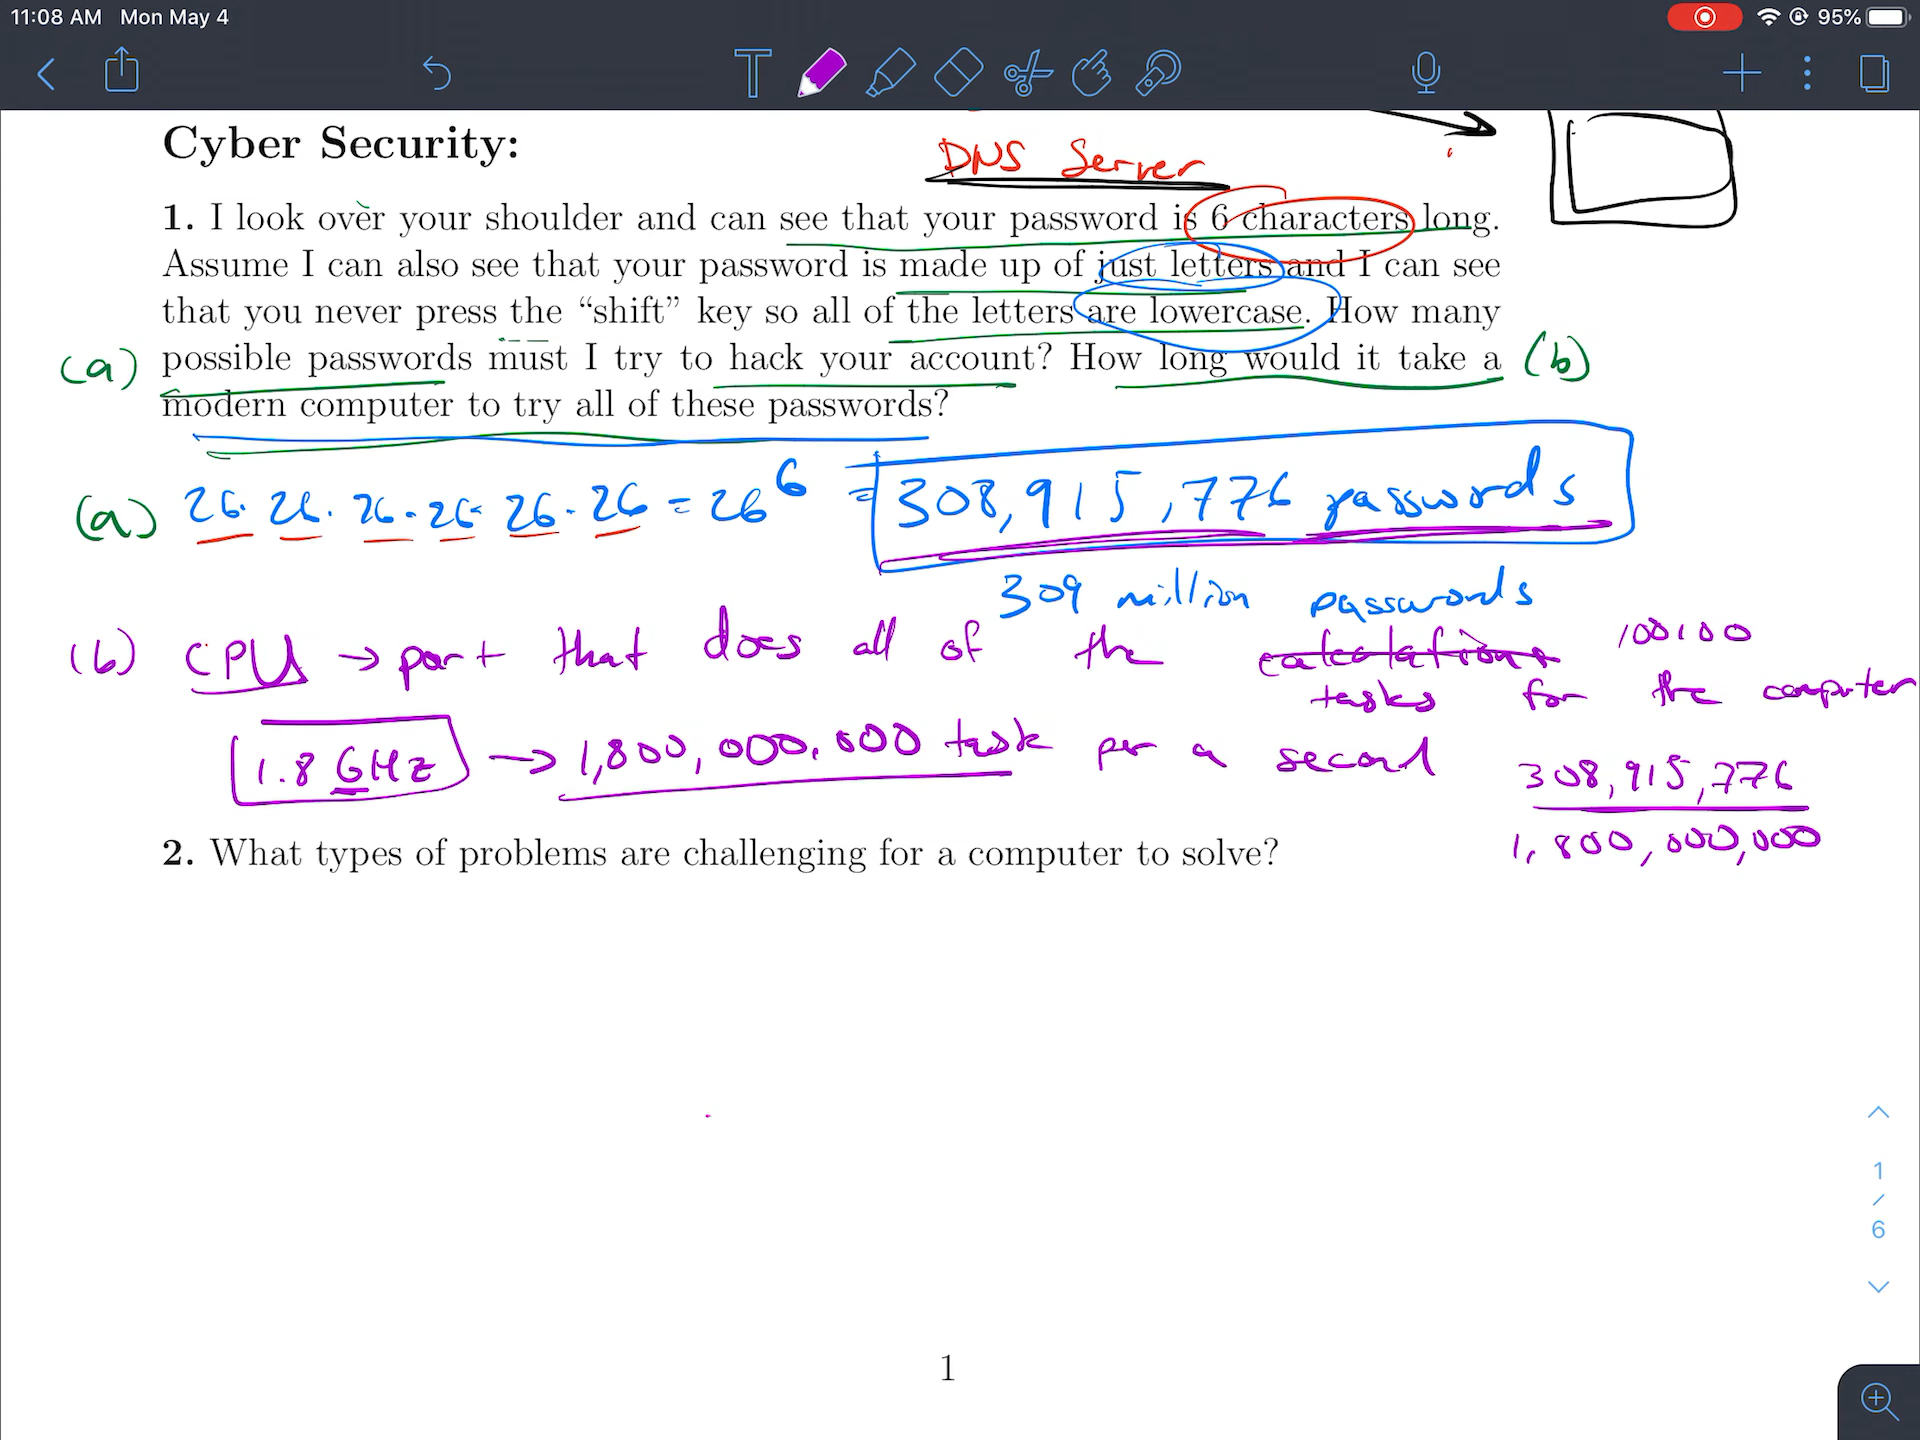 11:08 AM Mon May 4
95%
Cyber Security:
DNS Server
1. I look over your shoulder and can see that your password is 6 characters long.
Assume I can also see that your password is made up of just letters and I can see
that you never press the “shift” key so all of the letters are lowercase. How many
(a) possible passwords must I try to hack your account? How long would it take a (b)
modern computer to try all of these passwords?
(a) 26 · 26 · 26 · 26 · 26 · 26 = 26^6 = 308,915,776 passwords
309 million passwords
(b) CPU → part that does all of the calculations 100100
tasks for the computer
1.8 GHz → 1,800,000,000 task per a second
308,915,776
1,800,000,000
2. What types of problems are challenging for a computer to solve?
1
/
6
1